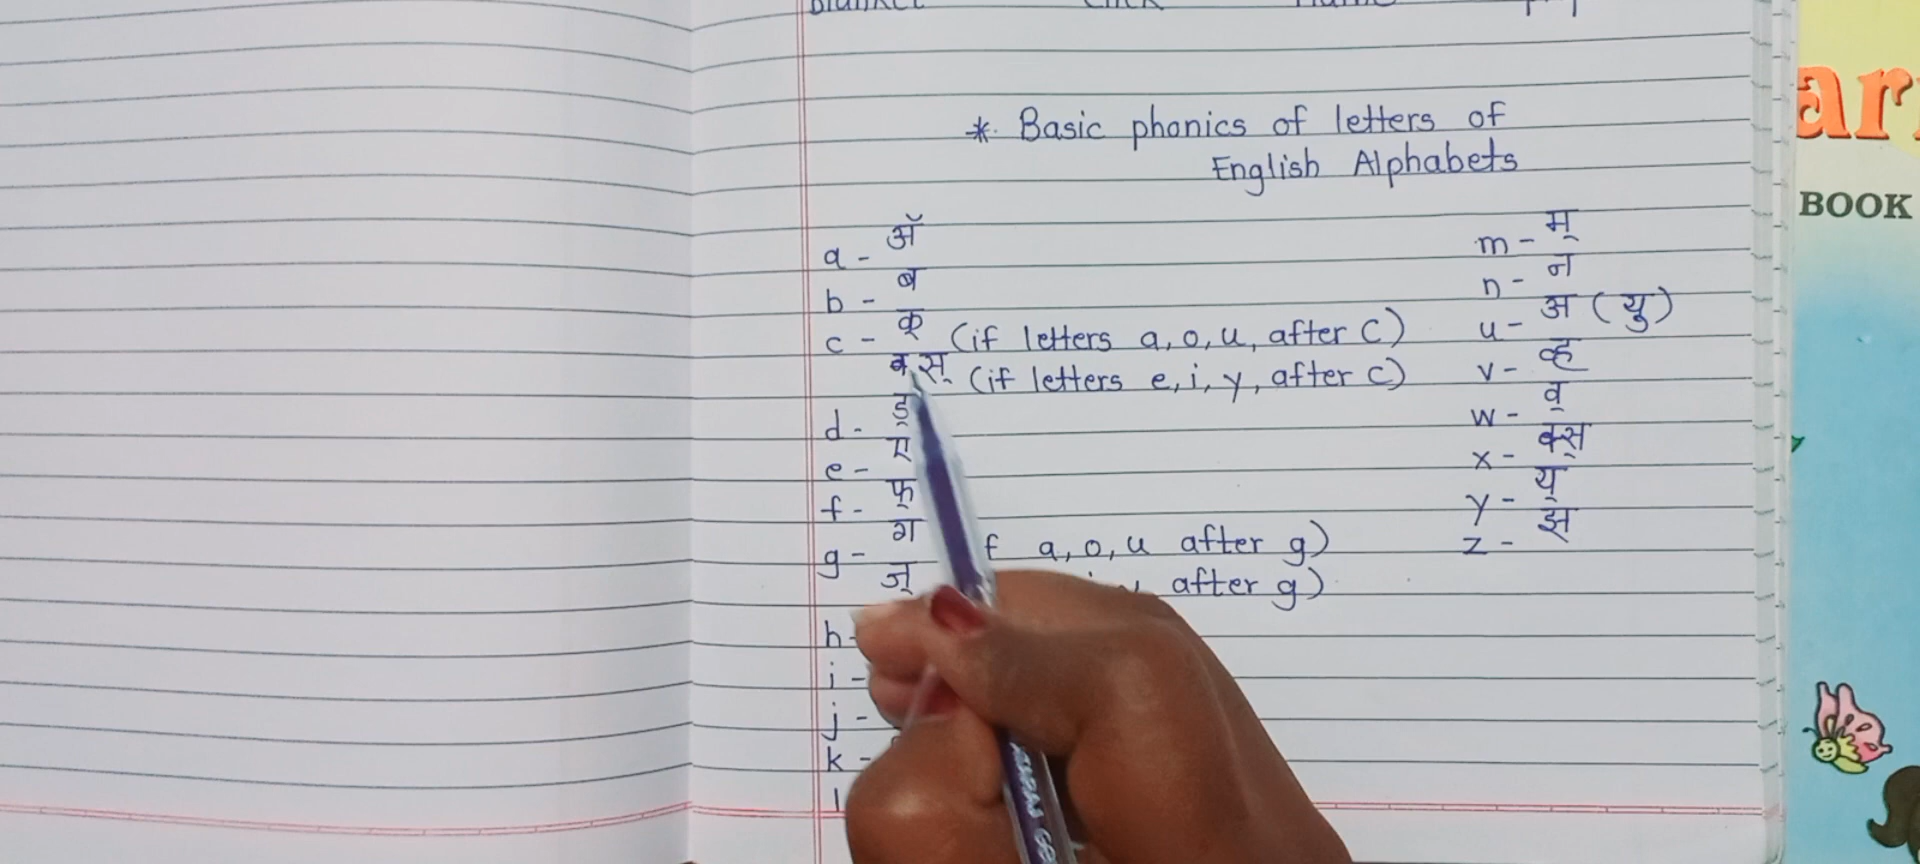 * Basic phonics of letters of
English Alphabets
a - ॲ
b - ब
c - क् (if letters a, o, u, after c)
स् (if letters e, i, y, after c)
d - ड्
e - ए
f - फ्
g - ग f a, o, u after g)
ज् after g)
h -
i -
j -
k -
l
m - म्
n - न
u - अ (यु)
v - व्ह
w - व्
x - क्स्
y - य्
z - झ
BOOK